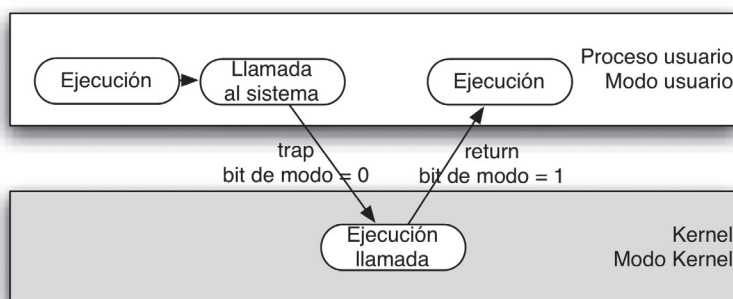 Proceso usuario
Modo usuario
Ejecución
Llamada
al sistema
Ejecución
trap
bit de modo = 0
return
bit de modo = 1
Ejecución
llamada
Kernel
Modo Kernel